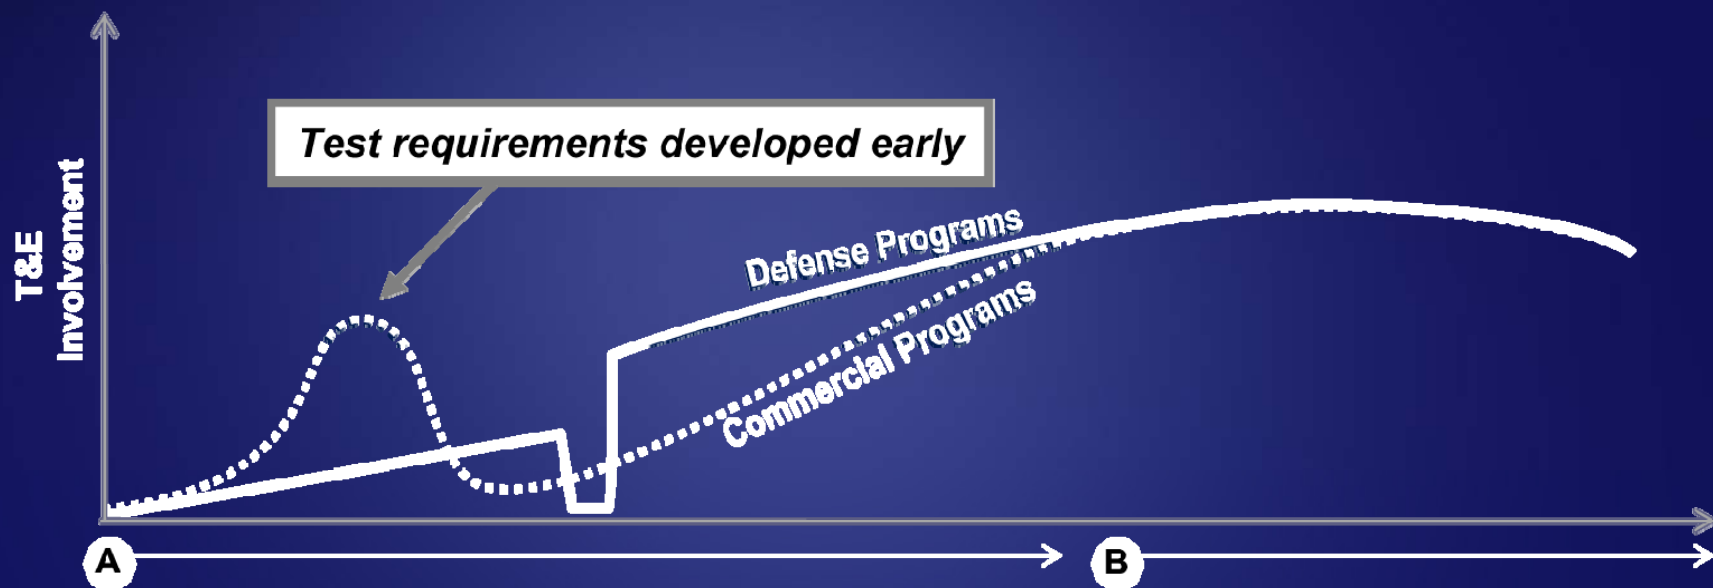 Test requirements developed early
T&E
Involvement
Defense Programs
Commercial Programs
A
B